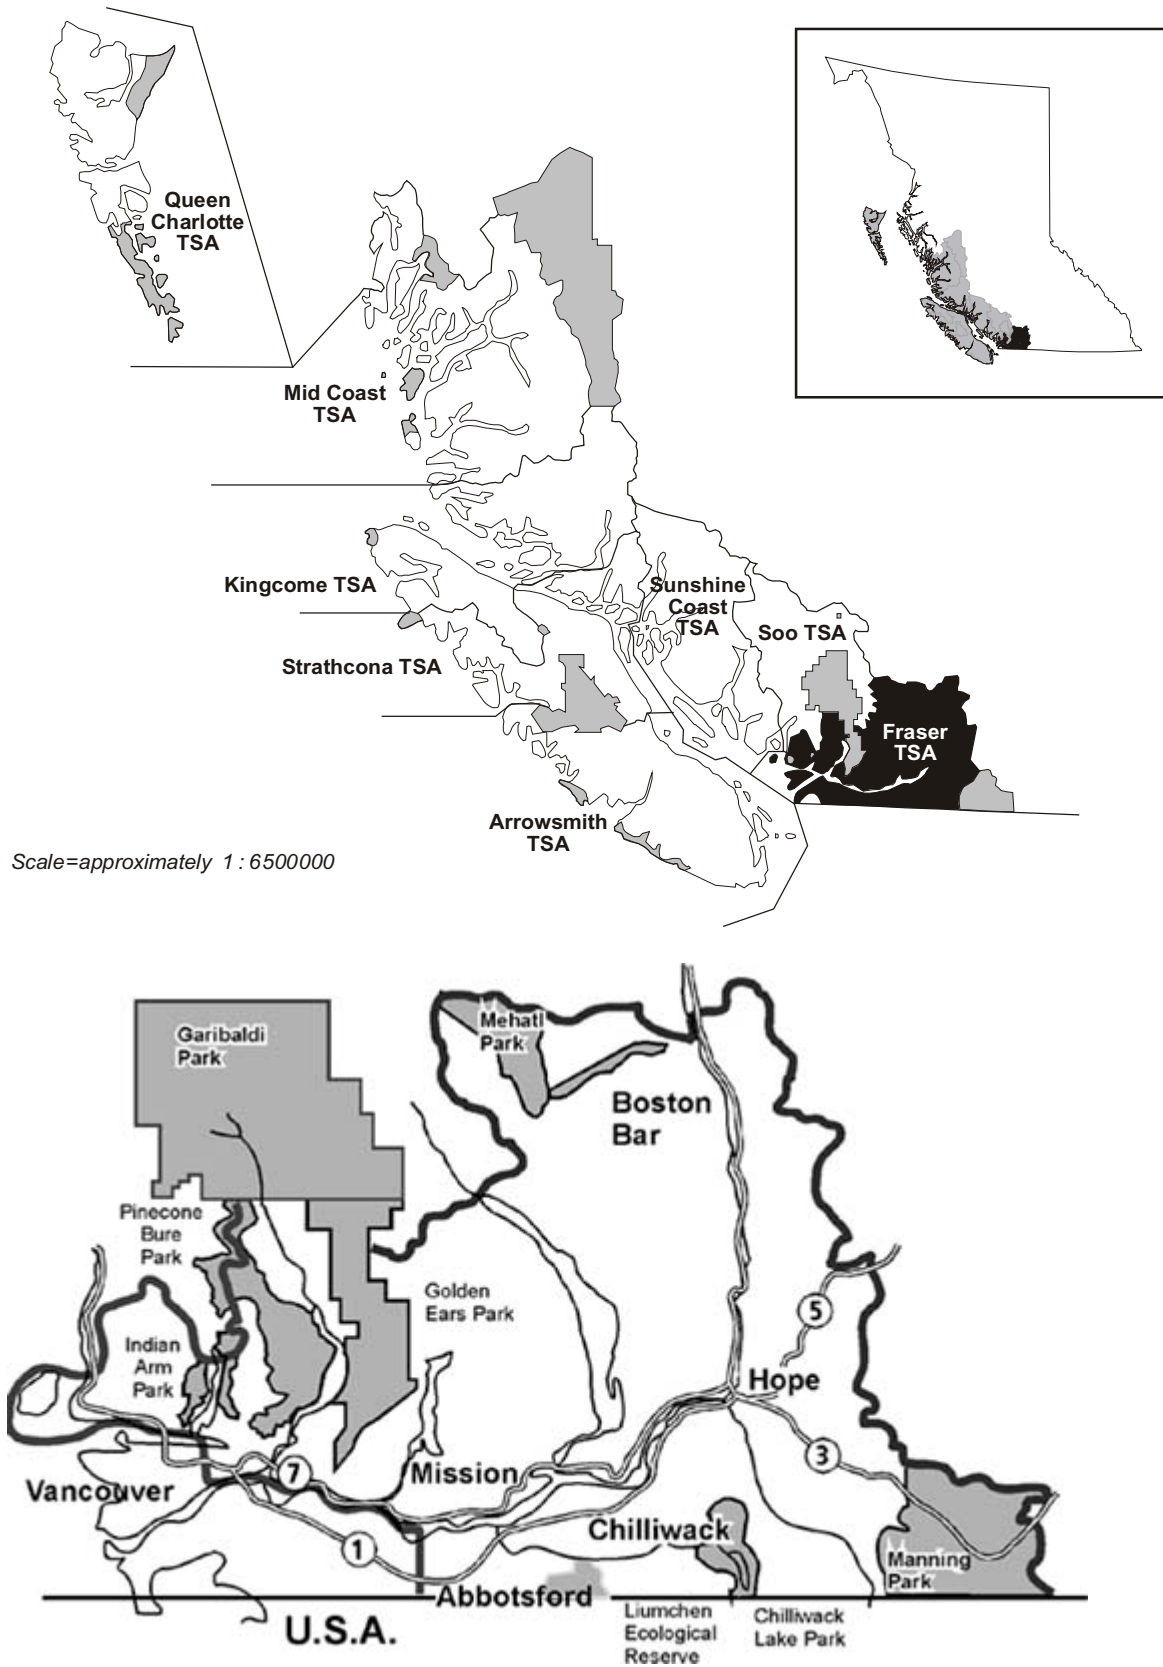 Queen
Charlotte
TSA
Mid Coast
TSA
Kingcome TSA
Sunshine
Coast
TSA
Soo TSA
Strathcona TSA
Fraser
TSA
Arrowsmith
TSA
Scale=approximately 1 : 6500000
Garibaldi
Park
Mehatl
Park
Boston
Bar
Pinecone
Bure
Park
Golden
Ears Park
5
Indian
Arm
Park
Hope
3
7
Mission
Vancouver
Chilliwack
1
Manning
Park
Abbotsford
U.S.A.
Liumchen
Ecological
Reserve
Chilliwack
Lake Park